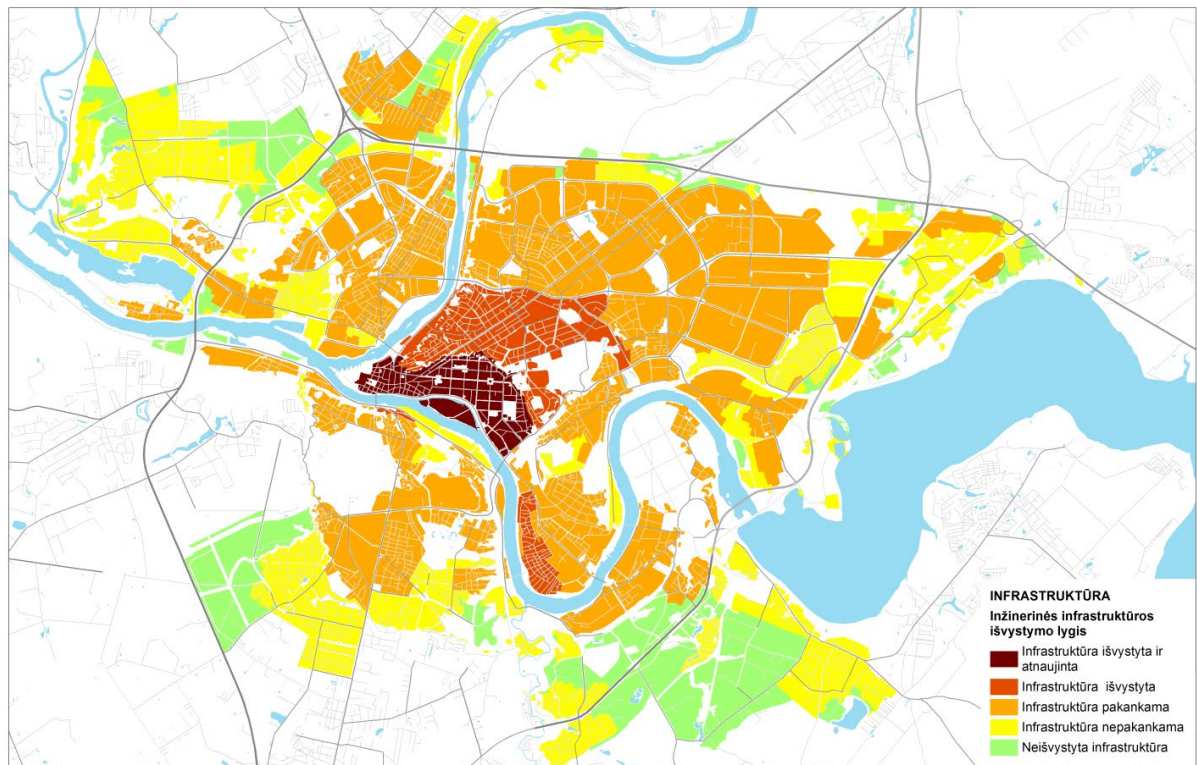 INFRASTRUKTŪRA
Inžinerinės infrastruktūros
išvystymo lygis
Infrastruktūra išvystyta ir
atnaujinta
Infrastruktūra išvystyta
Infrastruktūra pakankama
Infrastruktūra nepakankama
Neišvystyta infrastruktūra